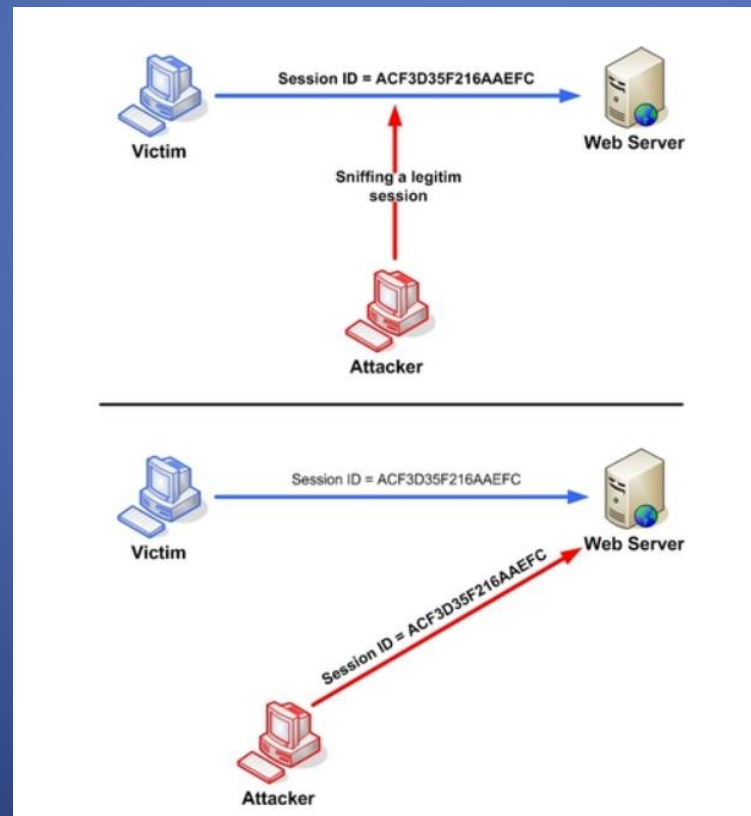 Session ID = ACF3D35F216AAEFC
Victim
Web Server
Sniffing a legitim
session
Attacker
Session ID = ACF3D35F216AAEFC
Victim
Web Server
Session ID = ACF3D35F216AAEFC
Attacker